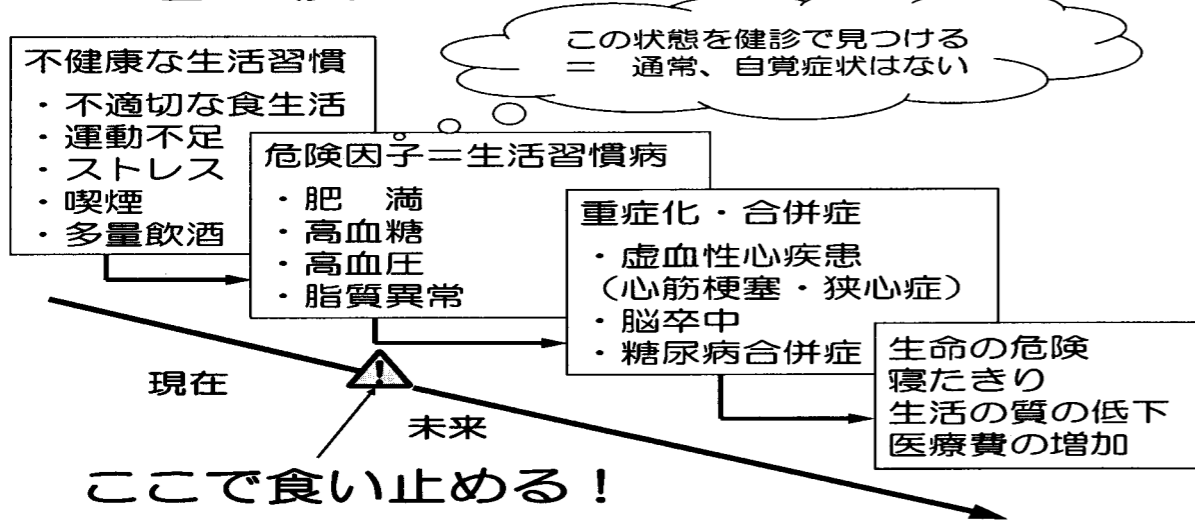 この状態を健診で見つける
＝　通常、自覚症状はない
不健康な生活習慣
・不適切な食生活
・運動不足
・ストレス
・喫煙
・多量飲酒
危険因子＝生活習慣病
・肥　満
・高血糖
・高血圧
・脂質異常
重症化・合併症
・虚血性心疾患
（心筋梗塞・狭心症）
・脳卒中
・糖尿病合併症
生命の危険
寝たきり
生活の質の低下
医療費の増加
現在
!
未来
ここで食い止める！